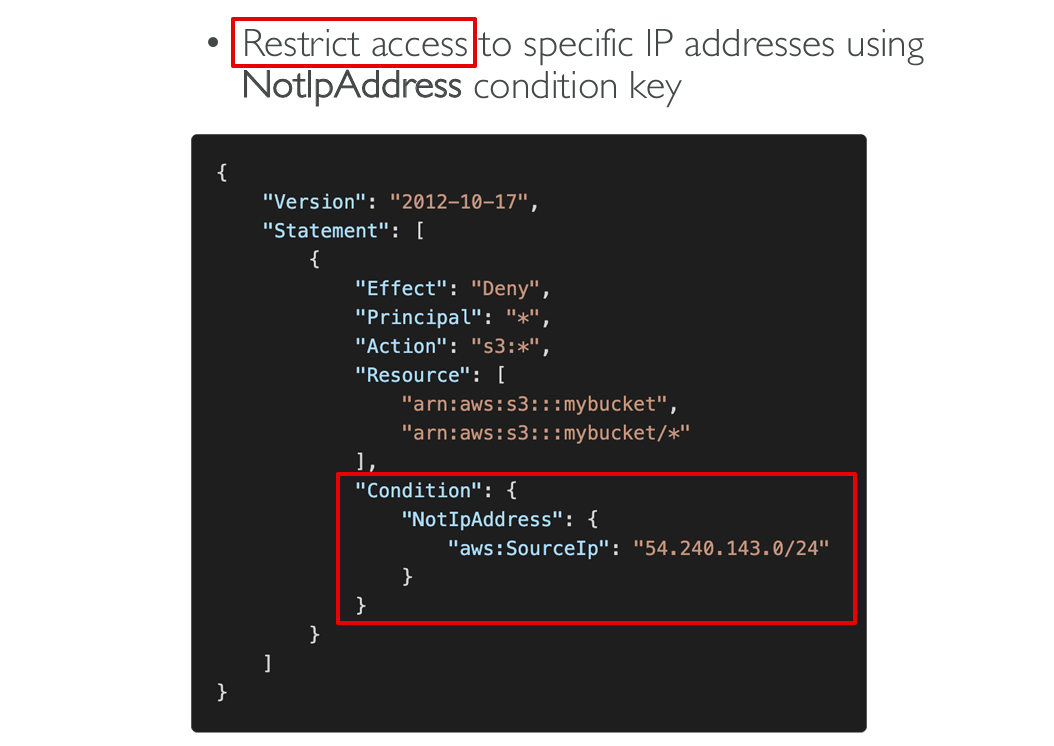 • Restrict access to specific IP addresses using
NotIpAddress condition key
{
    "Version": "2012-10-17",
    "Statement": [
        {
            "Effect": "Deny",
            "Principal": "*",
            "Action": "s3:*",
            "Resource": [
                "arn:aws:s3:::mybucket",
                "arn:aws:s3:::mybucket/*"
            ],
            "Condition": {
                "NotIpAddress": {
                    "aws:SourceIp": "54.240.143.0/24"
                }
            }
        }
    ]
}